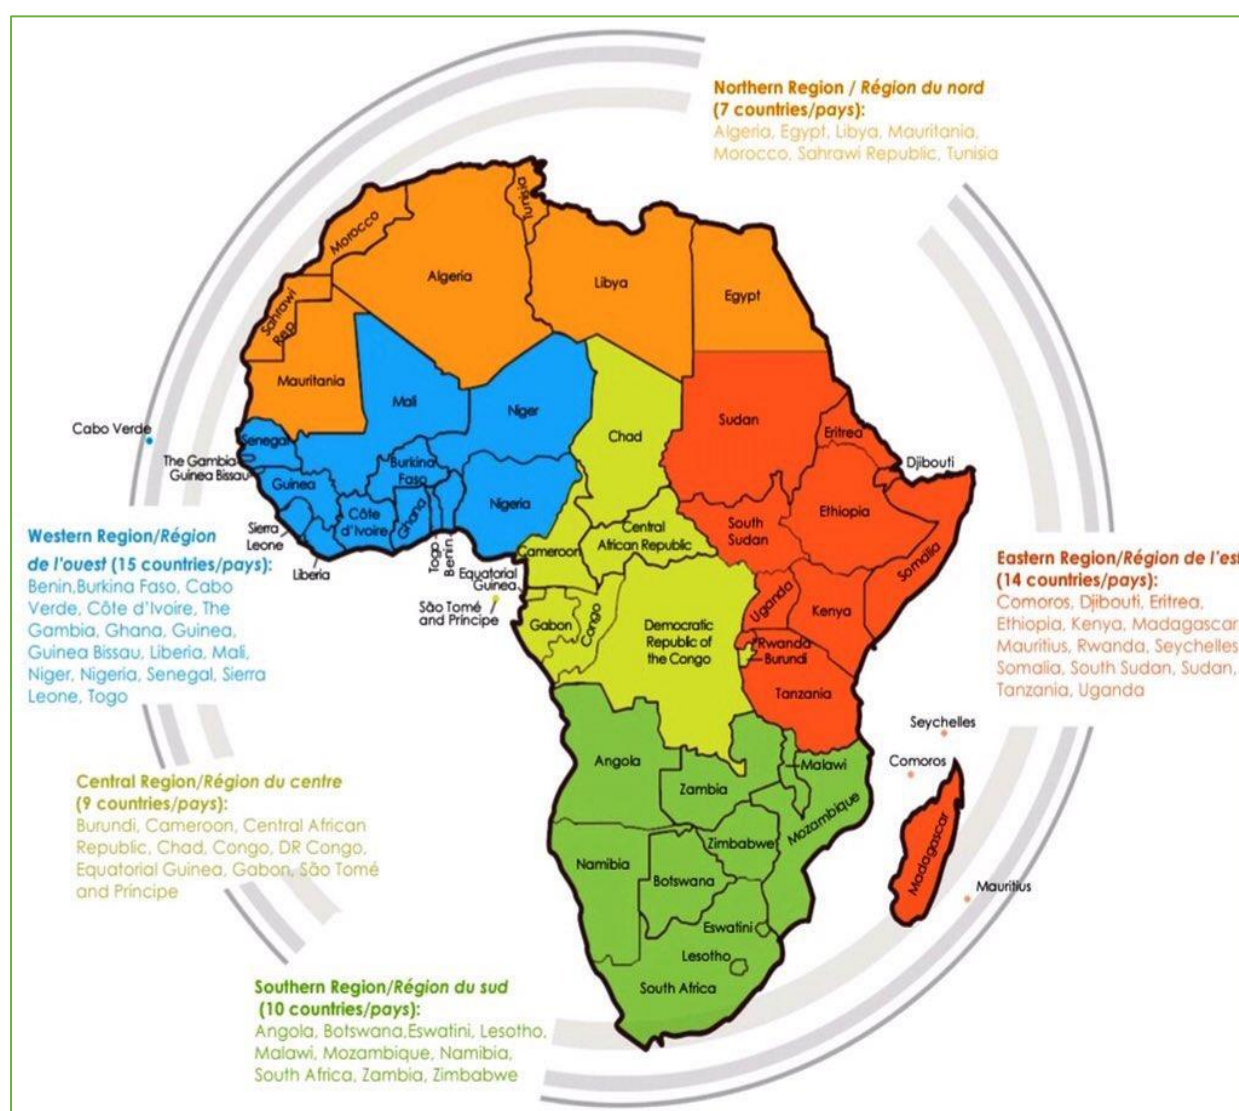 Northern Region / Région du nord
(7 countries/pays):
Algeria, Egypt, Libya, Mauritania,
Morocco, Sahrawi Republic, Tunisia
Tunisia
Morocco
Algeria
Libya
Egypt
Sahrawi
Rep.
Mauritania
Mali
Niger
Chad
Sudan
Eritrea
Cabo Verde
Senegal
The Gambia
Guinea Bissau
Guinea
Burkina
Faso
Djibouti
Nigeria
Côte
d'Ivoire
Ghana
Ethiopia
South
Sudan
Central
African Republic
Somalia
Sierra
Leone
Liberia
Togo
Benin
Cameroon
Equatorial
Guinea
São Tomé
and Príncipe
Gabon
Congo
Democratic
Republic of
the Congo
Uganda
Kenya
Rwanda
Burundi
Tanzania
Western Region/Région
de l'ouest (15 countries/pays):
Benin,Burkina Faso, Cabo
Verde, Côte d'Ivoire, The
Gambia, Ghana, Guinea,
Guinea Bissau, Liberia, Mali,
Niger, Nigeria, Senegal, Sierra
Leone, Togo
Eastern Region/Région de l'est
(14 countries/pays):
Comoros, Djibouti, Eritrea,
Ethiopia, Kenya, Madagascar,
Mauritius, Rwanda, Seychelles,
Somalia, South Sudan, Sudan,
Tanzania, Uganda
Seychelles
Comoros
Angola
Malawi
Zambia
Mozambique
Zimbabwe
Namibia
Botswana
Madagascar
Mauritius
Eswatini
Lesotho
South Africa
Central Region/Région du centre
(9 countries/pays):
Burundi, Cameroon, Central African
Republic, Chad, Congo, DR Congo,
Equatorial Guinea, Gabon, São Tomé
and Príncipe
Southern Region/Région du sud
(10 countries/pays):
Angola, Botswana,Eswatini, Lesotho,
Malawi, Mozambique, Namibia,
South Africa, Zambia, Zimbabwe